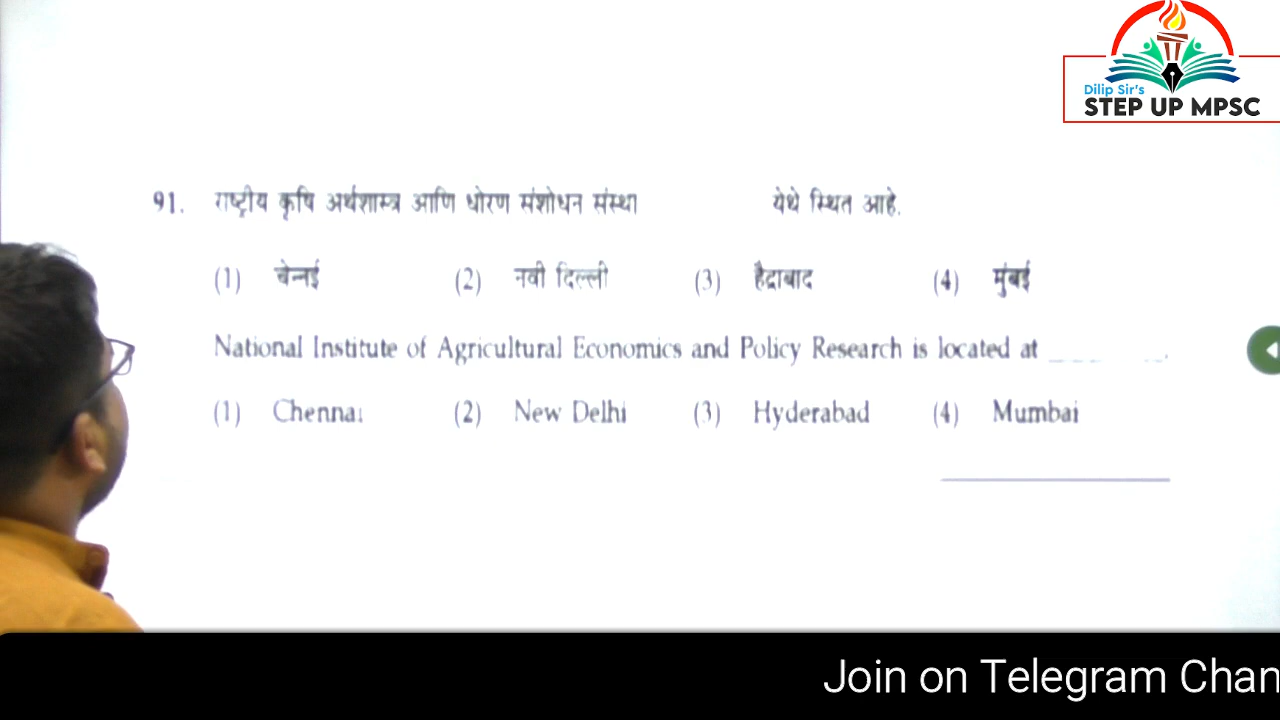 Dilip Sir's
STEP UP MPSC
91. राष्ट्रीय कृषि अर्थशास्त्र आणि धोरण संशोधन संस्था येथे स्थित आहे.
(1) चेन्नई (2) नवी दिल्ली (3) हैद्राबाद (4) मुंबई
National Institute of Agricultural Economics and Policy Research is located at
(1) Chennai (2) New Delhi (3) Hyderabad (4) Mumbai
Join on Telegram Chan